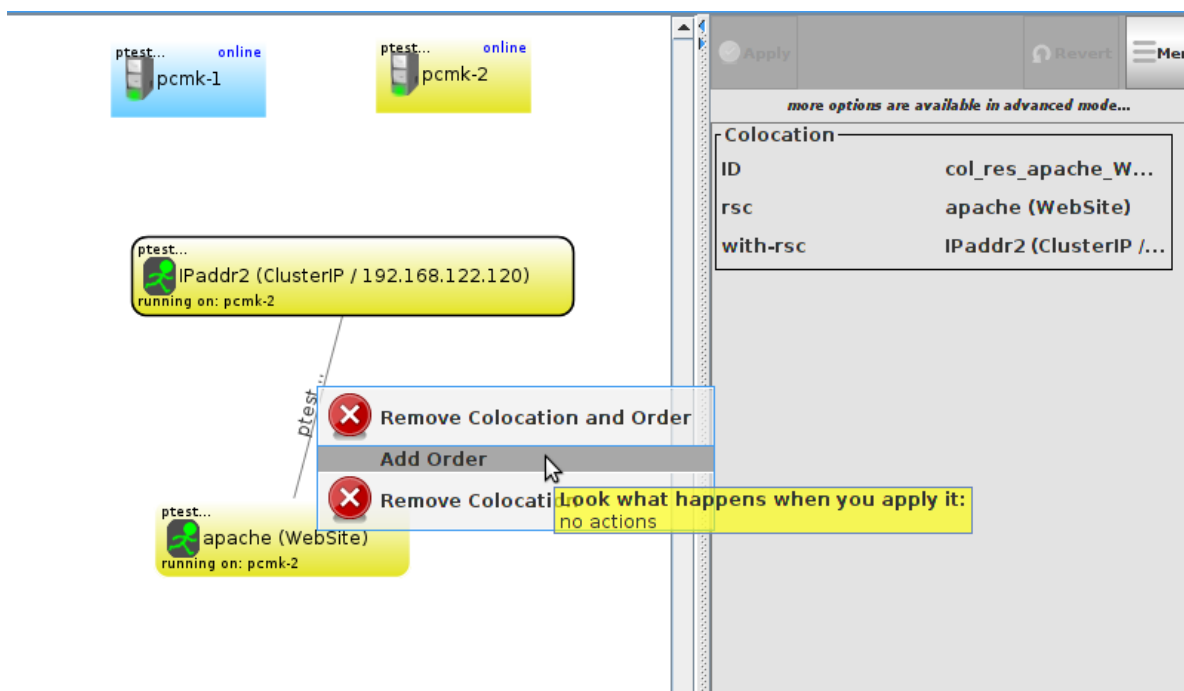 ptest... online
pcmk-1
ptest... online
pcmk-2
ptest...
IPaddr2 (ClusterIP / 192.168.122.120)
running on: pcmk-2
ptest...
Remove Colocation and Order
Add Order
Remove Colocatio
Look what happens when you apply it:
no actions
ptest...
apache (WebSite)
running on: pcmk-2
Apply
Revert
Me
more options are available in advanced mode...
Colocation
ID col_res_apache_W...
rsc apache (WebSite)
with-rsc IPaddr2 (ClusterIP /...